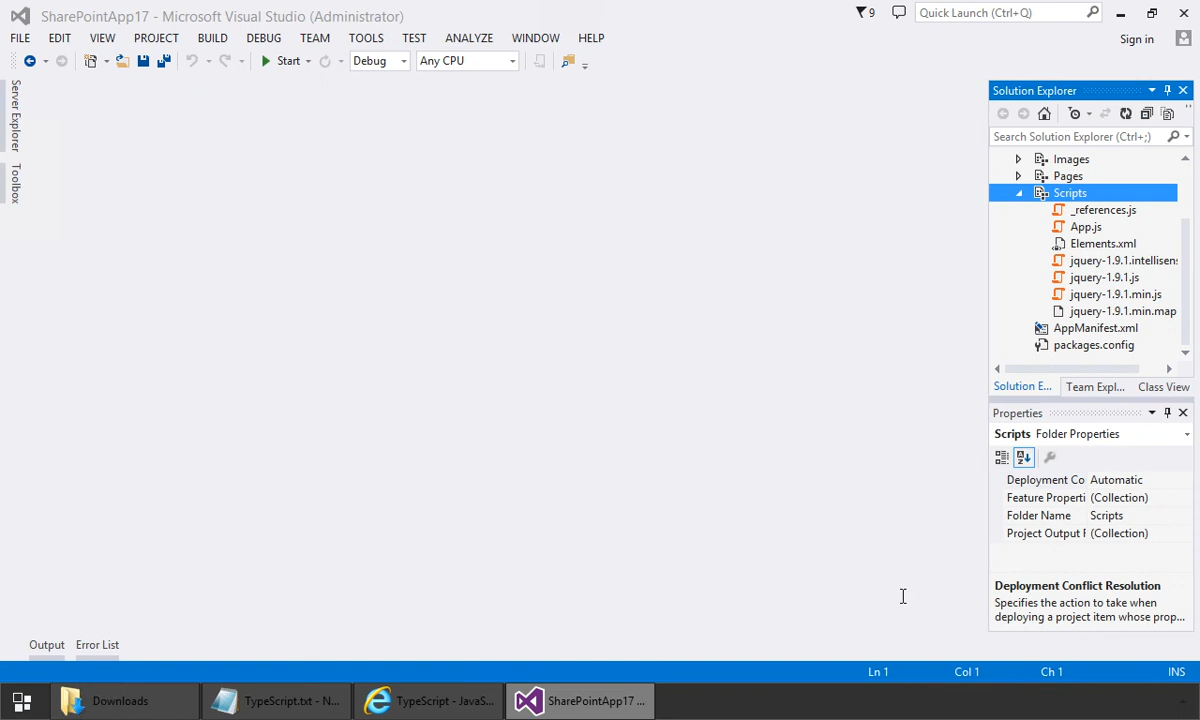 SharePointApp17 - Microsoft Visual Studio (Administrator)
9
Quick Launch (Ctrl+Q)
FILE EDIT VIEW PROJECT BUILD DEBUG TEAM TOOLS TEST ANALYZE WINDOW HELP
Sign in
Start Debug Any CPU
Server Explorer
Toolbox
Solution Explorer
Search Solution Explorer (Ctrl+;)
Images
Pages
Scripts
_references.js
App.js
Elements.xml
jquery-1.9.1.intellisens
jquery-1.9.1.js
jquery-1.9.1.min.js
jquery-1.9.1.min.map
AppManifest.xml
packages.config
Solution E... Team Expl... Class View
Properties
Scripts Folder Properties
Deployment Co Automatic
Feature Properti (Collection)
Folder Name Scripts
Project Output F (Collection)
Deployment Conflict Resolution
Specifies the action to take when
deploying a project item whose prop...
Output Error List
Ln 1 Col 1 Ch 1 INS
Downloads TypeScript.txt - N... TypeScript - JavaS... SharePointApp17 ...